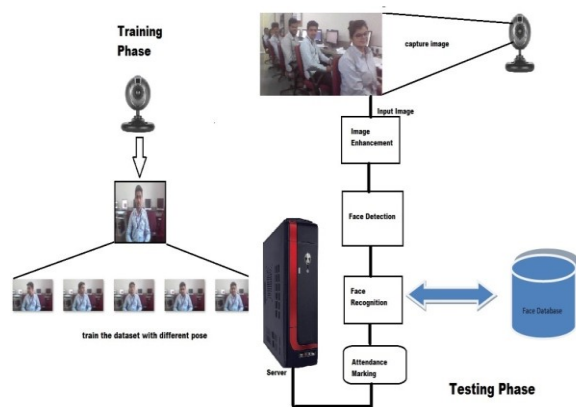 Training
Phase
capture image
Input Image
Image
Enhancement
Face Detection
Face
Recognition
Face Database
train the dataset with different pose
Attendance
Marking
Server
Testing Phase